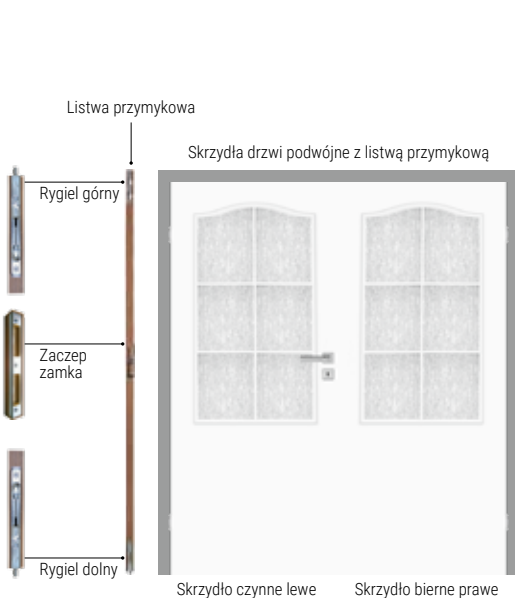 Listwa przymykowa
Skrzydła drzwi podwójne z listwą przymykową
Rygiel górny
Zaczep
zamka
Rygiel dolny
Skrzydło czynne lewe
Skrzydło bierne prawe